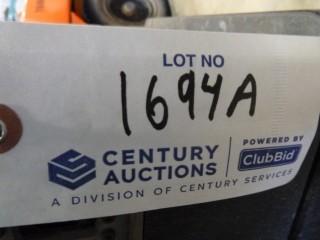 LOT NO
1694A
CENTURY AUCTIONS
POWERED BY
ClubBid
A DIVISION OF CENTURY SERVICES